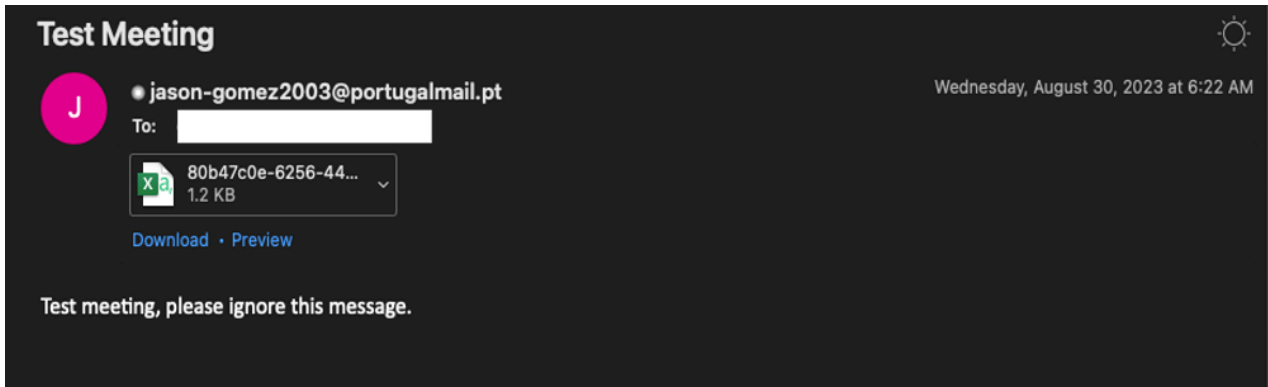 Test Meeting
J
jason-gomez2003@portugalmail.pt
Wednesday, August 30, 2023 at 6:22 AM
To:
80b47c0e-6256-44...
1.2 KB
Download • Preview
Test meeting, please ignore this message.